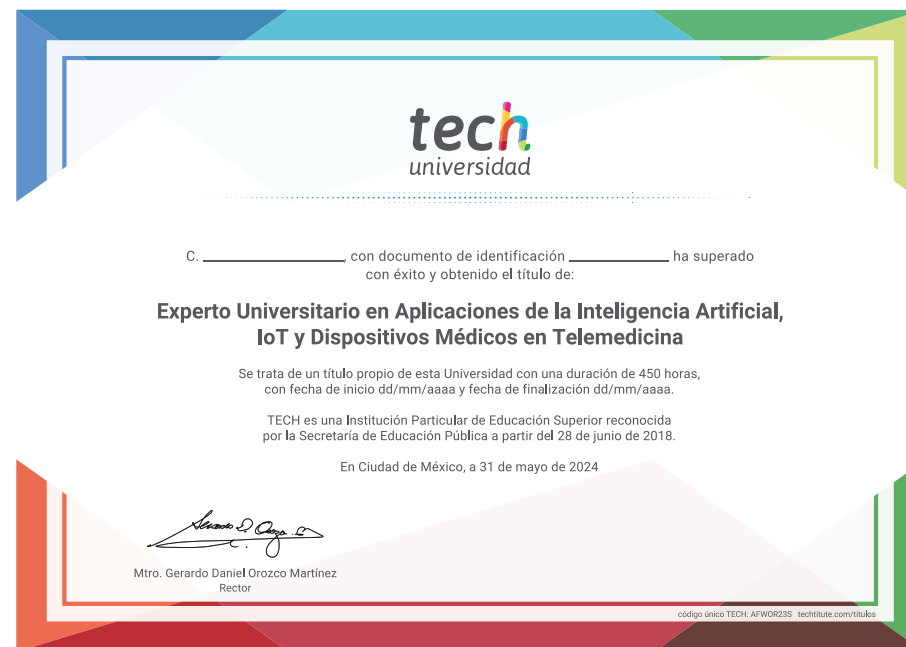 tech
universidad
C. ____________________, con documento de identificación ______________ ha superado
con éxito y obtenido el título de:
Experto Universitario en Aplicaciones de la Inteligencia Artificial,
IoT y Dispositivos Médicos en Telemedicina
Se trata de un título propio de esta Universidad con una duración de 450 horas,
con fecha de inicio dd/mm/aaaa y fecha de finalización dd/mm/aaaa.
TECH es una Institución Particular de Educación Superior reconocida
por la Secretaría de Educación Pública a partir del 28 de junio de 2018.
En Ciudad de México, a 31 de mayo de 2024
Mtro. Gerardo Daniel Orozco Martínez
Rector
código único TECH: AFWOR23S techtitute.com/titulos